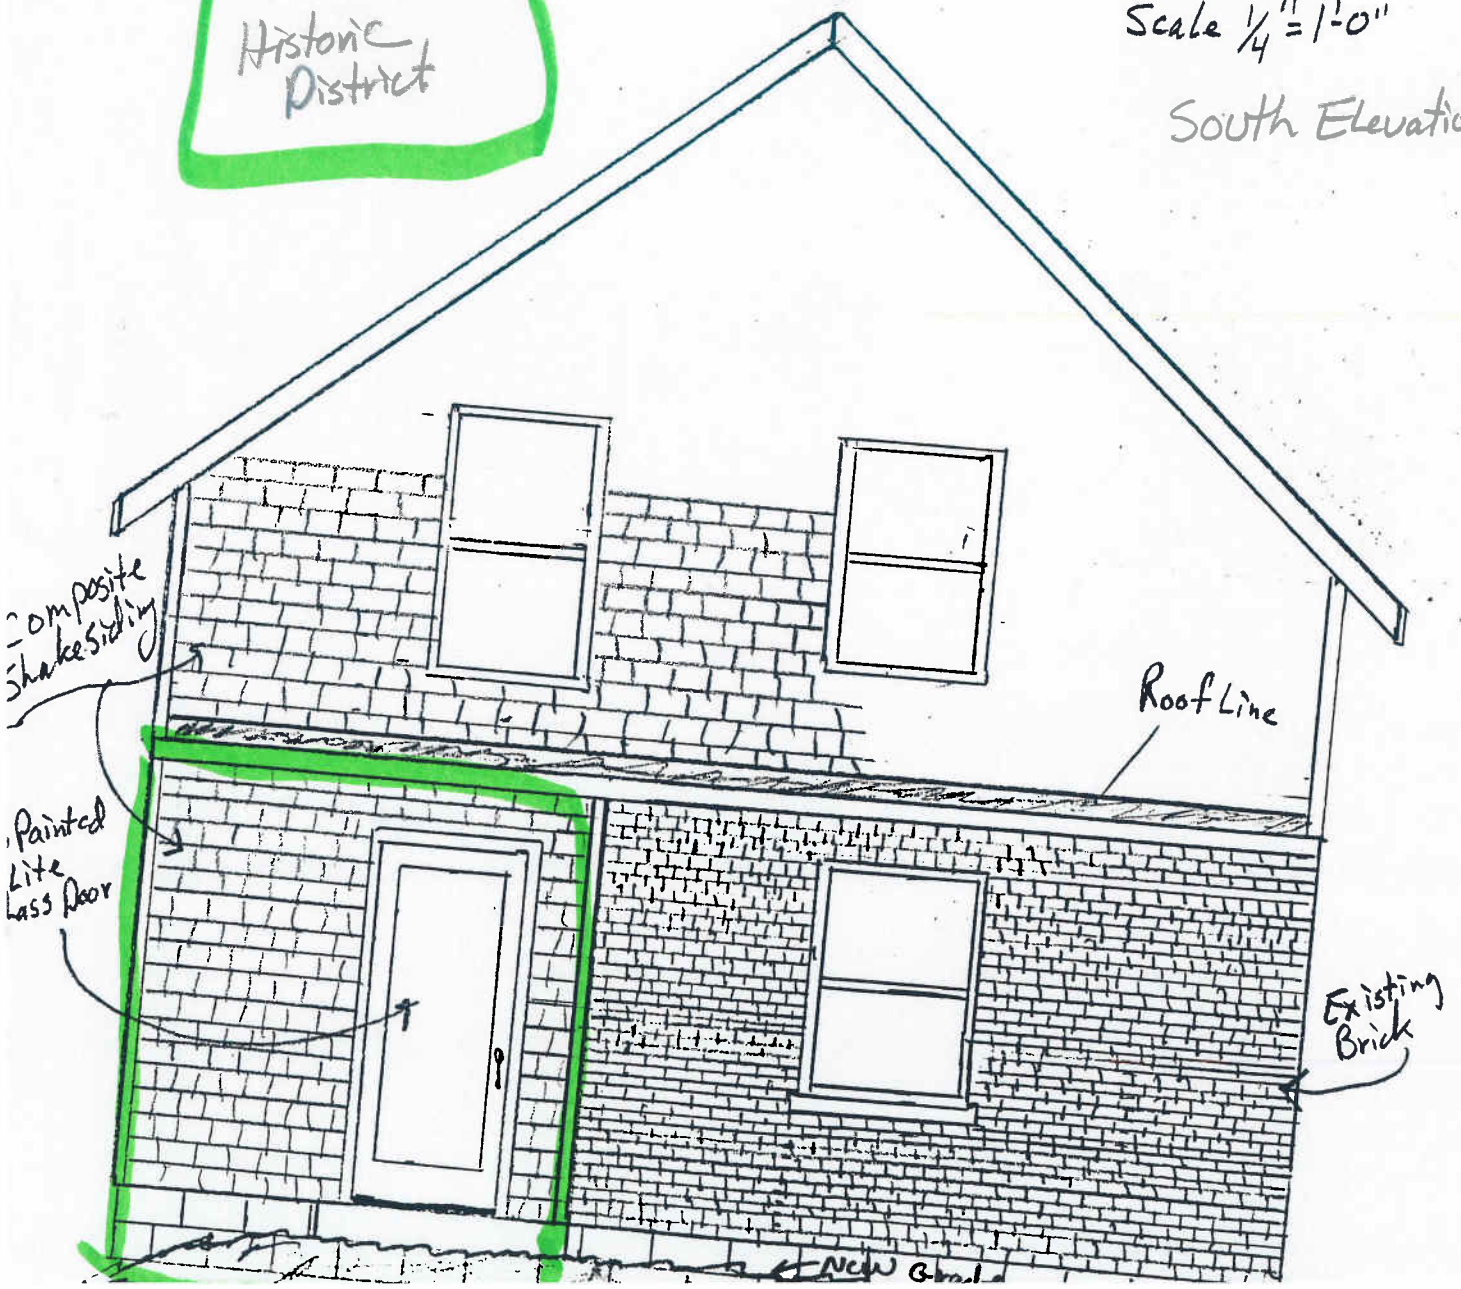 Historic
District
Scale 1/4" = 1'-0"
South Elevatio
Composite
Shake Siding
Roof Line
Painted
Lite
lass Door
Existing
Brick
New Grade